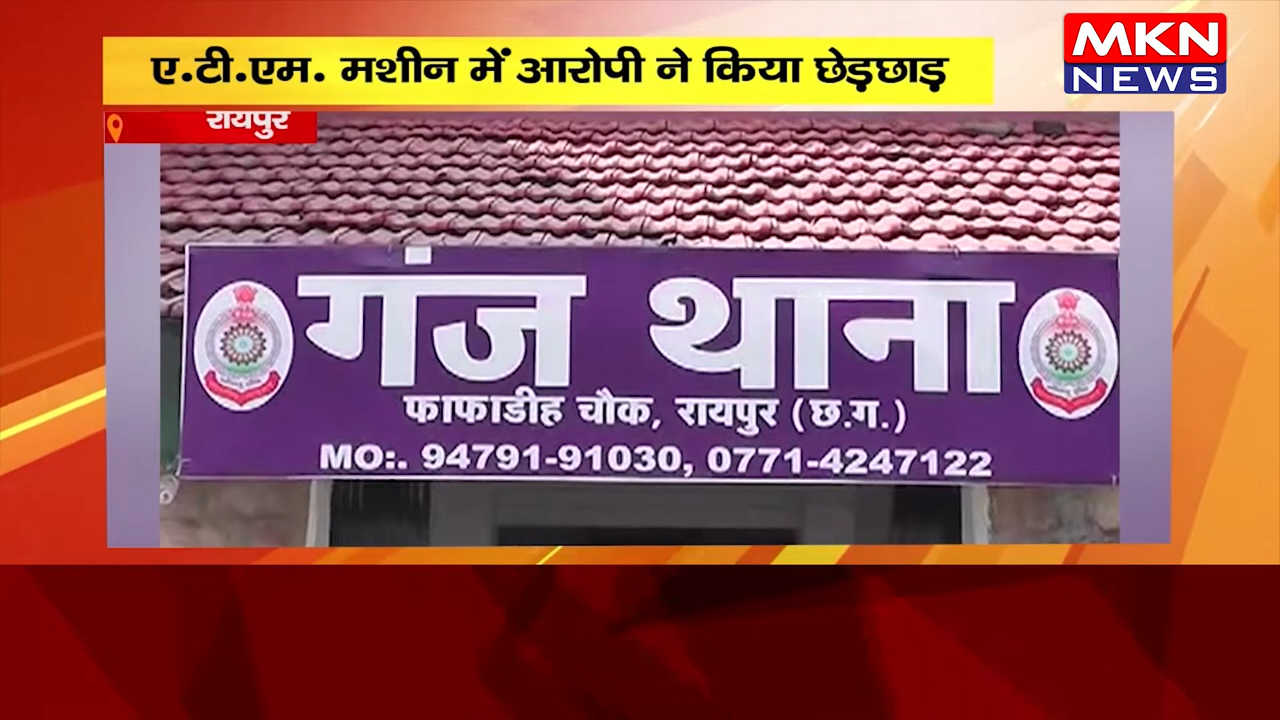 ए.टी.एम. मशीन में आरोपी ने किया छेड़छाड़
MKN
NEWS
रायपुर
गंज थाना
फाफाडीह चौक, रायपुर (छ.ग.)
MO:. 94791-91030, 0771-4247122